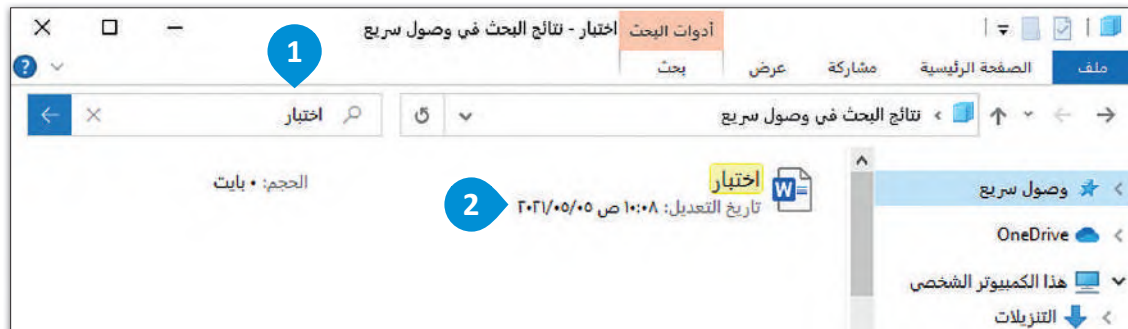 أدوات البحث اختبار - نتائج البحث في وصول سريع
ملف الصفحة الرئيسية مشاركة عرض بحث
1
نتائج البحث في وصول سريع
اختبار
وصول سريع
OneDrive
هذا الكمبيوتر الشخصي
التنزيلات
اختبار
تاريخ التعديل: ١٠:٠٨ ص ٢٠٢١/٠٥/٠٥
الحجم: ٠ بايت
2